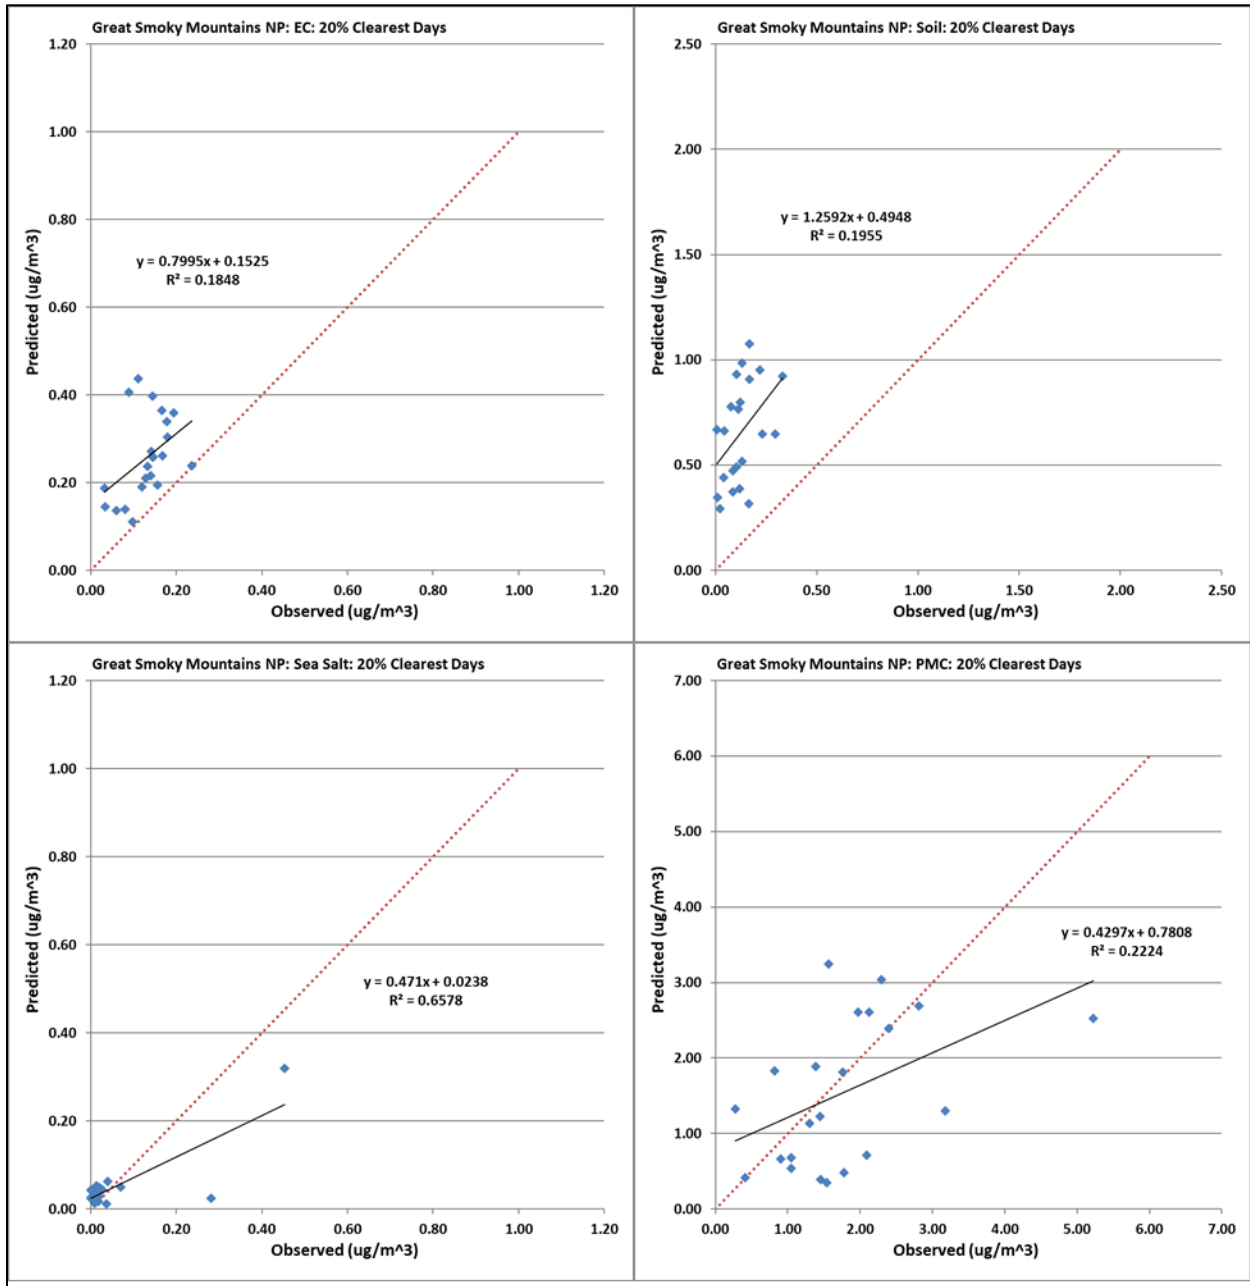 Great Smoky Mountains NP: EC: 20% Clearest Days
1.20
1.00
0.80
0.60
0.40
0.20
0.00
Predicted (ug/m^3)
y = 0.7995x + 0.1525
R² = 0.1848
0.00 0.20 0.40 0.60 0.80 1.00 1.20
Observed (ug/m^3)
Great Smoky Mountains NP: Soil: 20% Clearest Days
2.50
2.00
1.50
1.00
0.50
0.00
Predicted (ug/m^3)
y = 1.2592x + 0.4948
R² = 0.1955
0.00 0.50 1.00 1.50 2.00 2.50
Observed (ug/m^3)
Great Smoky Mountains NP: Sea Salt: 20% Clearest Days
1.20
1.00
0.80
0.60
0.40
0.20
0.00
Predicted (ug/m^3)
y = 0.471x + 0.0238
R² = 0.6578
0.00 0.20 0.40 0.60 0.80 1.00 1.20
Observed (ug/m^3)
Great Smoky Mountains NP: PMC: 20% Clearest Days
7.00
6.00
5.00
4.00
3.00
2.00
1.00
0.00
Predicted (ug/m^3)
y = 0.4297x + 0.7808
R² = 0.2224
0.00 1.00 2.00 3.00 4.00 5.00 6.00 7.00
Observed (ug/m^3)